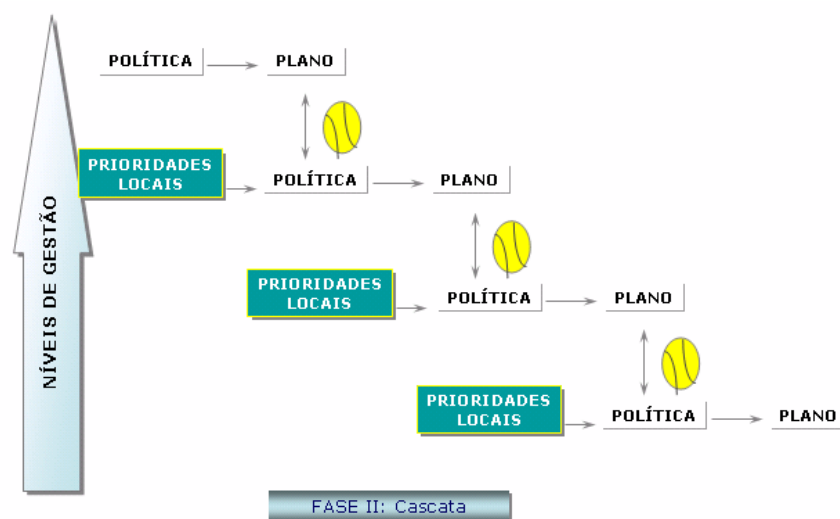 POLÍTICA
PLANO
PRIORIDADES
LOCAIS
POLÍTICA
PLANO
PRIORIDADES
LOCAIS
POLÍTICA
PLANO
PRIORIDADES
LOCAIS
POLÍTICA
PLANO
NÍVEIS DE GESTÃO
FASE II: Cascata